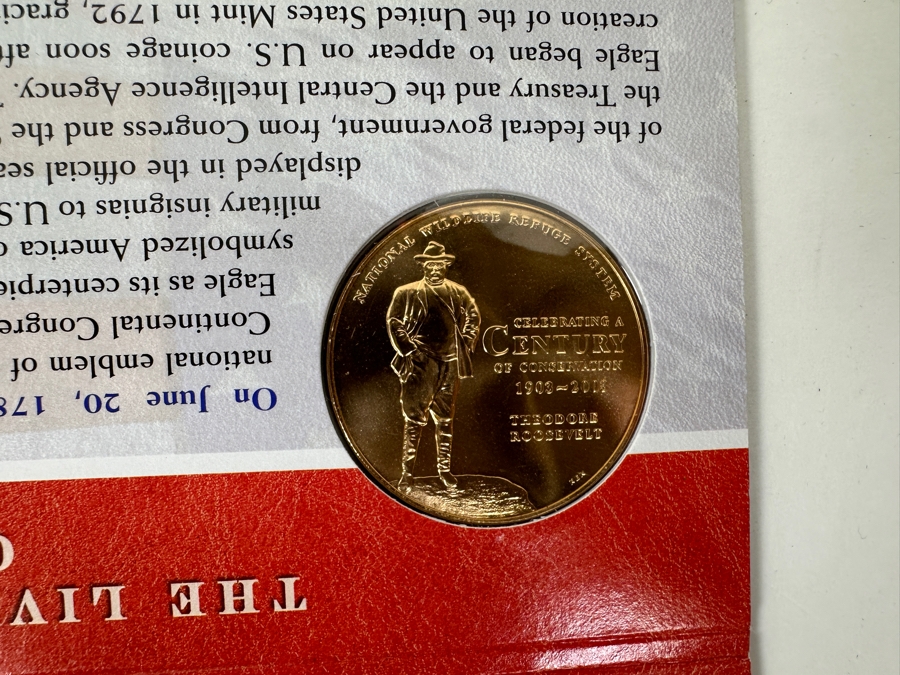 THE LIV
On June 20, 178
national emblem of
Continental Congre
Eagle as its centerpie
symbolized America
military insignias to U.S
displayed in the official sea
of the federal government, from Congress and the
the Treasury and the Central Intelligence Agency.
Eagle began to appear on U.S. coinage soon aft
creation of the United States Mint in 1792, graci
NATIONAL WILDLIFE REFUGE SYSTEM
CELEBRATING A
CENTURY
OF CONSERVATION
1903~2003
THEODORE
ROOSEVELT